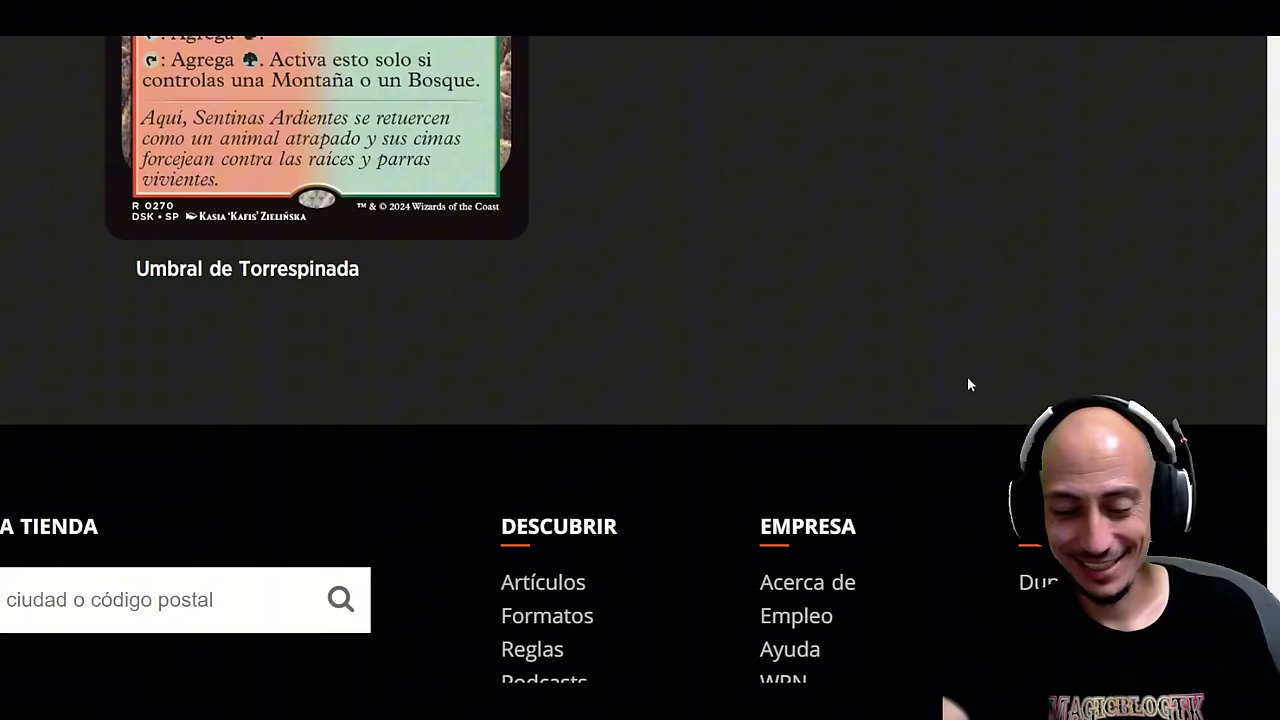 : Agrega
: Agrega . Activa esto solo si
controlas una Montaña o un Bosque.
Aquí, Sentinas Ardientes se retuercen
como un animal atrapado y sus cimas
forcejean contra las raíces y parras
vivientes.
R 0270
DSK • SP Kasia 'Kafis' Zielińska
™ & © 2024 Wizards of the Coast
Umbral de Torrespinada
A TIENDA
ciudad o código postal
DESCUBRIR
Artículos
Formatos
Reglas
Podcasts
EMPRESA
Acerca de
Empleo
Ayuda
WPN